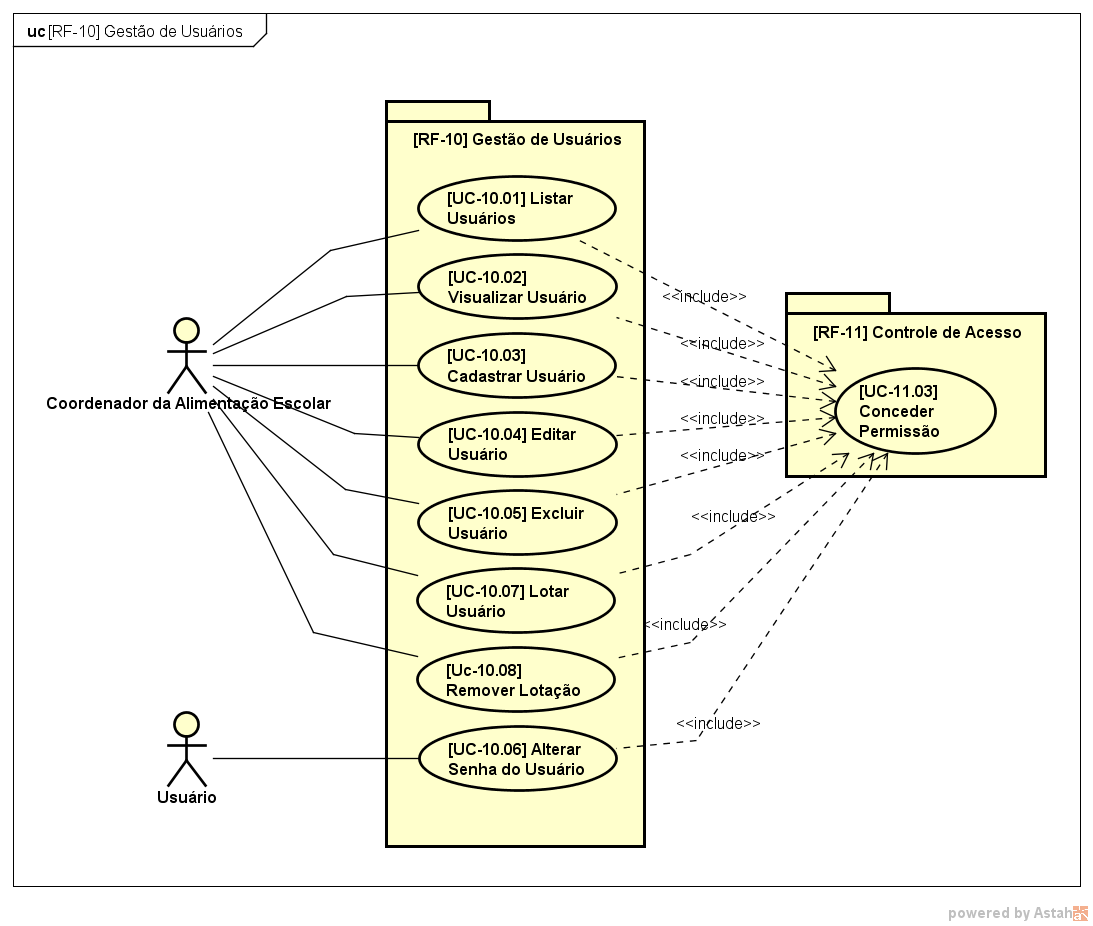 uc [RF-10] Gestão de Usuários
[RF-10] Gestão de Usuários
[UC-10.01] Listar
Usuários
[UC-10.02]
Visualizar Usuário
[UC-10.03]
Cadastrar Usuário
[UC-10.04] Editar
Usuário
[UC-10.05] Excluir
Usuário
[UC-10.07] Lotar
Usuário
[Uc-10.08]
Remover Lotação
[UC-10.06] Alterar
Senha do Usuário
Coordenador da Alimentação Escolar
Usuário
<<include>>
<<include>>
<<include>>
<<include>>
<<include>>
<<include>>
<<include>>
<<include>>
[RF-11] Controle de Acesso
[UC-11.03]
Conceder
Permissão
powered by Astah